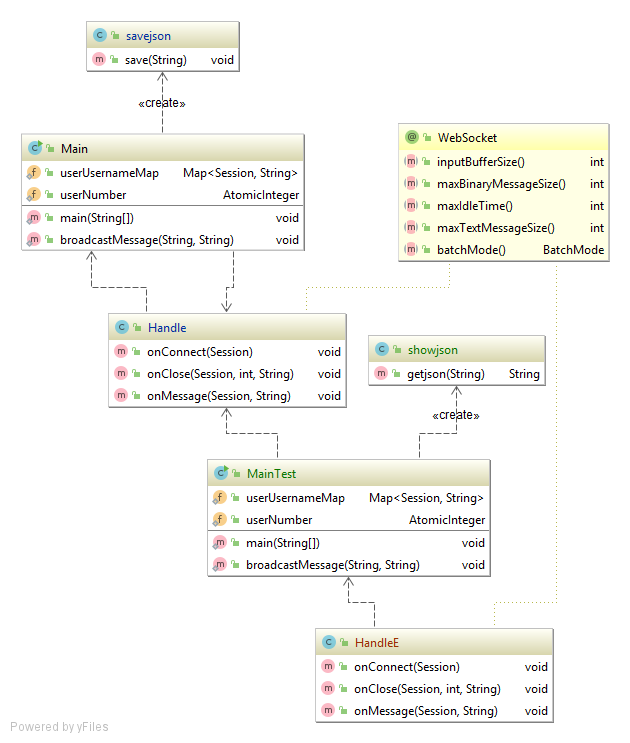 savejson
save(String) void
«create»
Main
userUsernameMap Map<Session, String>
userNumber AtomicInteger
main(String[]) void
broadcastMessage(String, String) void
@ WebSocket
inputBufferSize() int
maxBinaryMessageSize() int
maxIdleTime() int
maxTextMessageSize() int
batchMode() BatchMode
Handle
onConnect(Session) void
onClose(Session, int, String) void
onMessage(Session, String) void
showjson
getjson(String) String
«create»
MainTest
userUsernameMap Map<Session, String>
userNumber AtomicInteger
main(String[]) void
broadcastMessage(String, String) void
HandleE
onConnect(Session) void
onClose(Session, int, String) void
onMessage(Session, String) void
Powered by yFiles